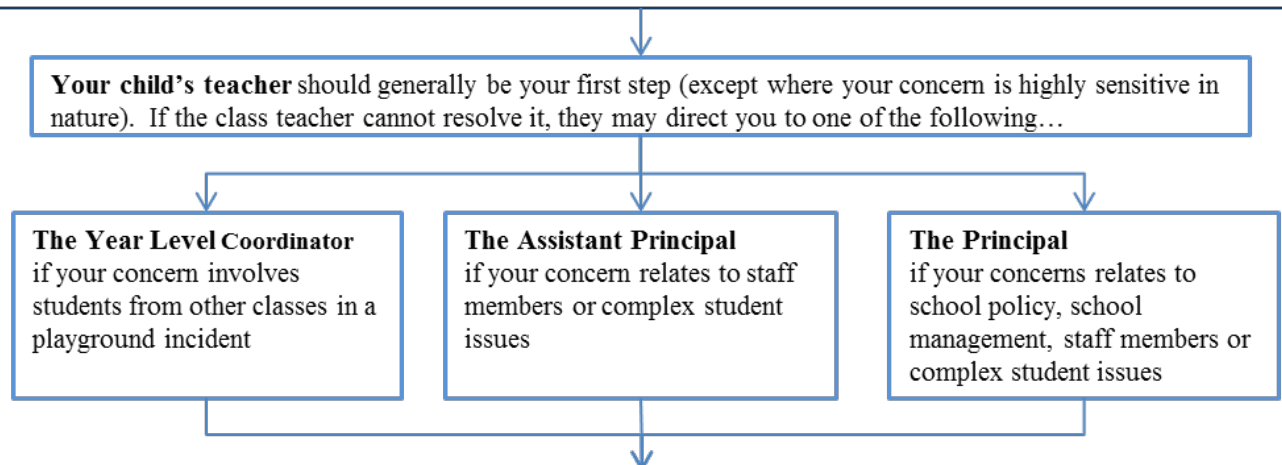 Your child’s teacher should generally be your first step (except where your concern is highly sensitive in
nature).  If the class teacher cannot resolve it, they may direct you to one of the following…
The Year Level Coordinator
if your concern involves
students from other classes in a
playground incident
The Assistant Principal
if your concern relates to staff
members or complex student
issues
The Principal
if your concerns relates to
school policy, school
management, staff members or
complex student issues